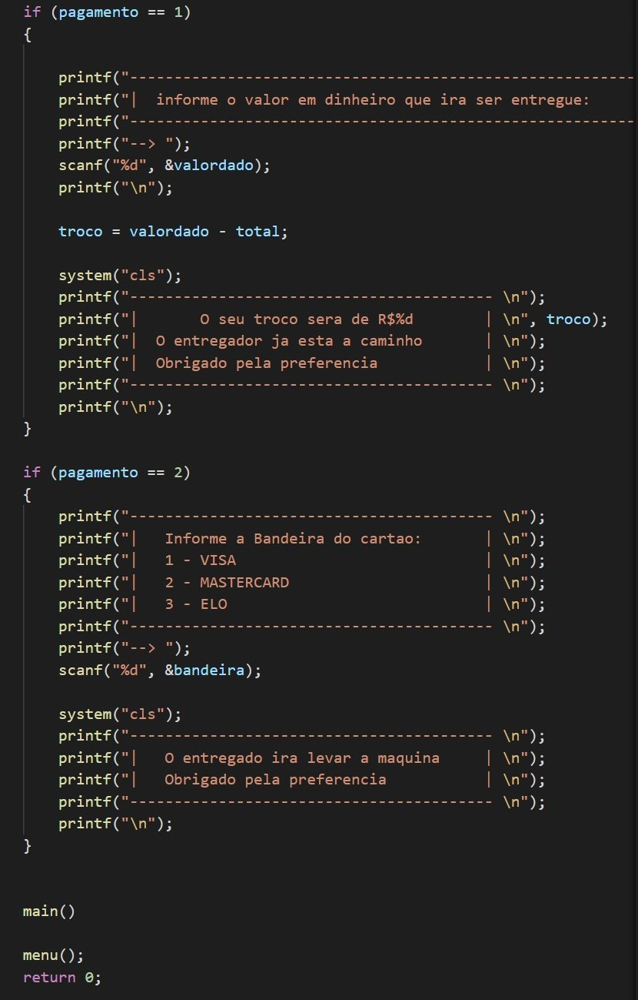 if (pagamento == 1)
{
printf("---------------------------------------------------------
printf("|  informe o valor em dinheiro que ira ser entregue:
printf("---------------------------------------------------------
printf("--> ");
scanf("%d", &valordado);
printf("\n");
troco = valordado - total;
system("cls");
printf("----------------------------------------- \n");
printf("|       O seu troco sera de R$%d        | \n", troco);
printf("|  O entregador ja esta a caminho       | \n");
printf("|  Obrigado pela preferencia            | \n");
printf("----------------------------------------- \n");
printf("\n");
}
if (pagamento == 2)
{
printf("----------------------------------------- \n");
printf("|   Informe a Bandeira do cartao:       | \n");
printf("|   1 - VISA                            | \n");
printf("|   2 - MASTERCARD                      | \n");
printf("|   3 - ELO                             | \n");
printf("----------------------------------------- \n");
printf("--> ");
scanf("%d", &bandeira);
system("cls");
printf("----------------------------------------- \n");
printf("|   O entregado ira levar a maquina     | \n");
printf("|   Obrigado pela preferencia           | \n");
printf("----------------------------------------- \n");
printf("\n");
}
main()
menu();
return 0;